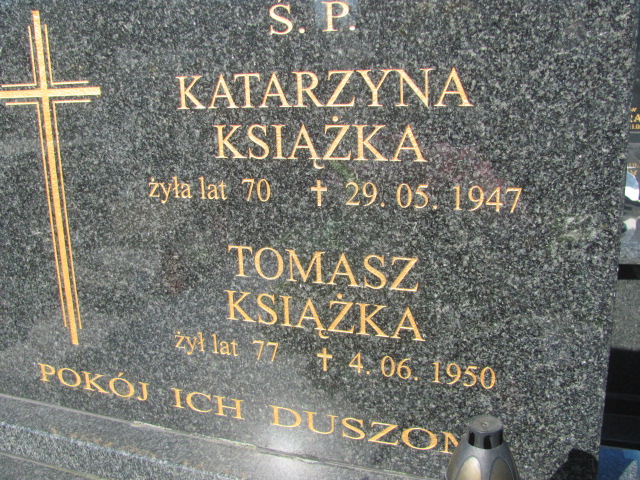 Ś. P.
KATARZYNA
KSIĄŻKA
żyła lat 70 ✝ 29. 05. 1947
TOMASZ
KSIĄŻKA
żył lat 77 ✝ 4. 06. 1950
POKÓJ ICH DUSZOM